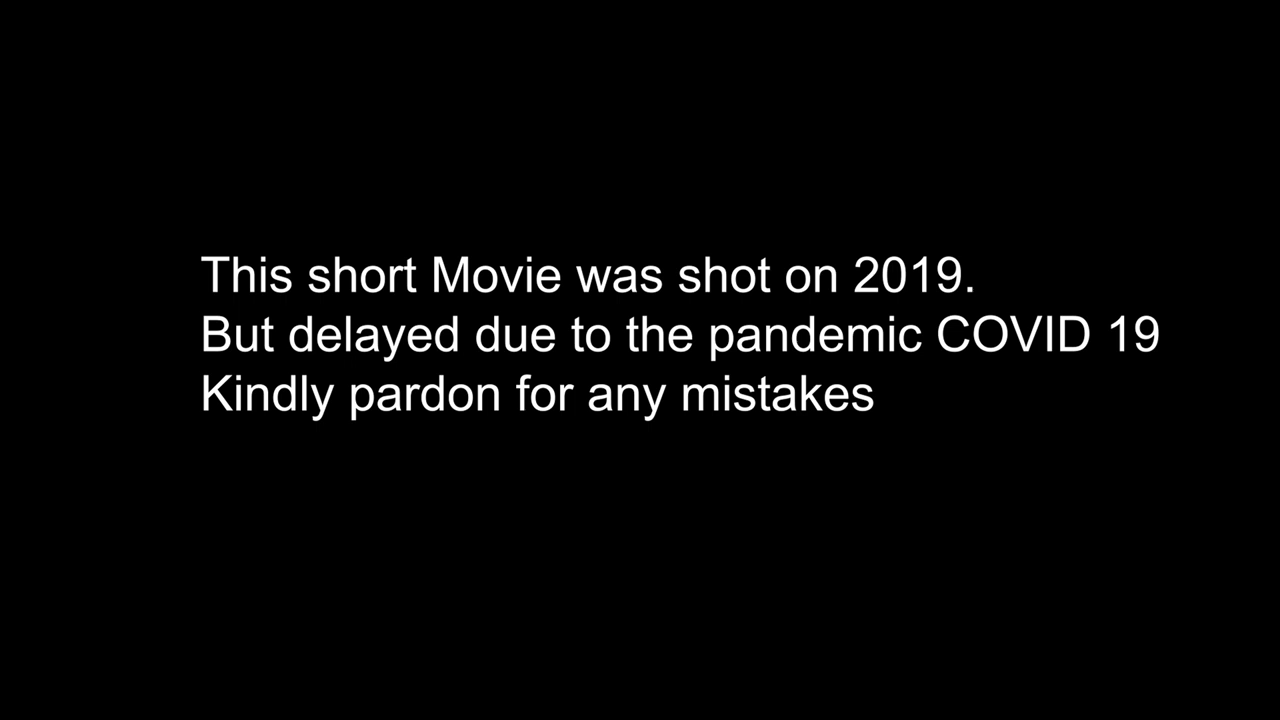 This short Movie was shot on 2019.
But delayed due to the pandemic COVID 19
Kindly pardon for any mistakes